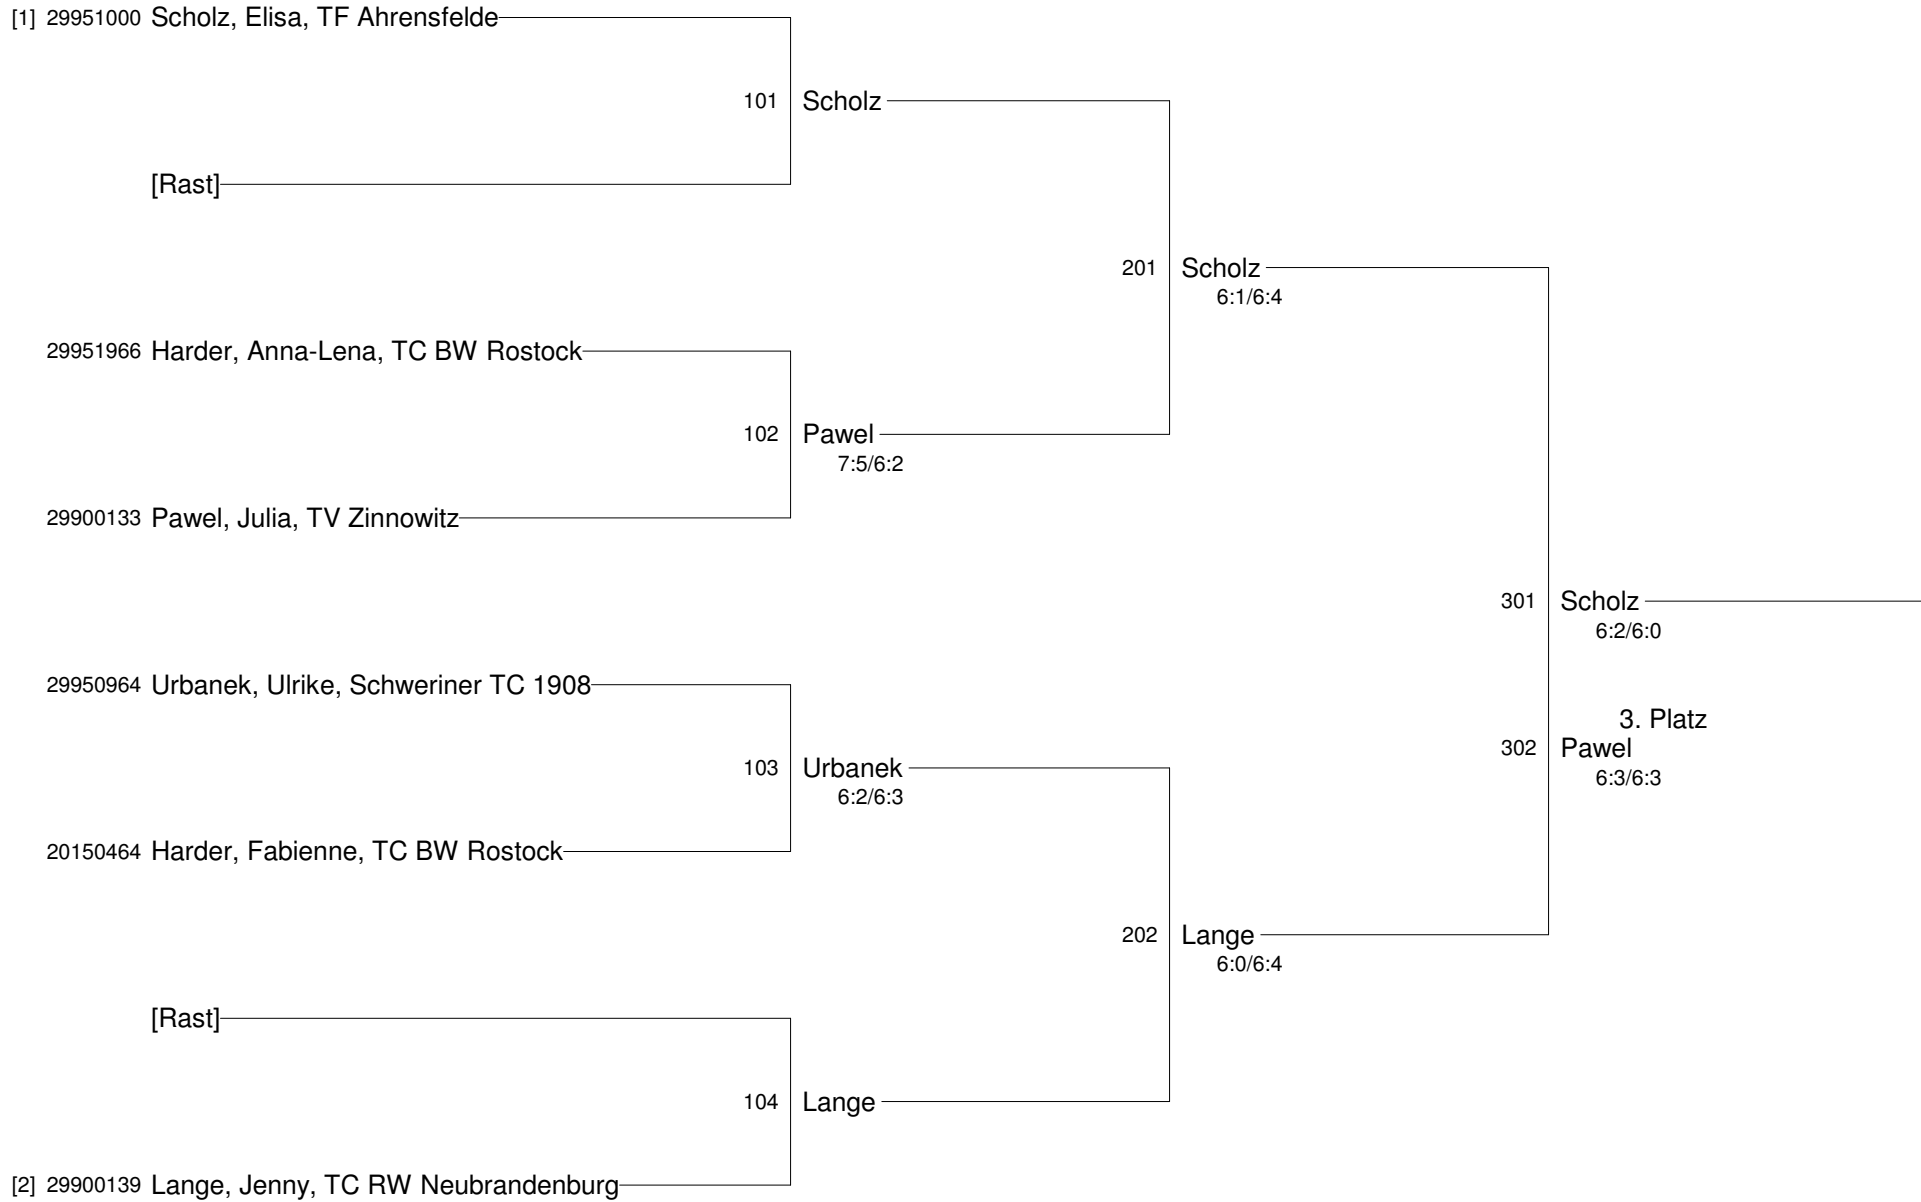 [1] 29951000 Scholz, Elisa, TF Ahrensfelde
101 Scholz
[Rast]
201 Scholz
6:1/6:4
29951966 Harder, Anna-Lena, TC BW Rostock
102 Pawel
7:5/6:2
29900133 Pawel, Julia, TV Zinnowitz
301 Scholz
6:2/6:0
29950964 Urbanek, Ulrike, Schweriner TC 1908
3. Platz
302 Pawel
6:3/6:3
103 Urbanek
6:2/6:3
20150464 Harder, Fabienne, TC BW Rostock
202 Lange
6:0/6:4
[Rast]
104 Lange
[2] 29900139 Lange, Jenny, TC RW Neubrandenburg